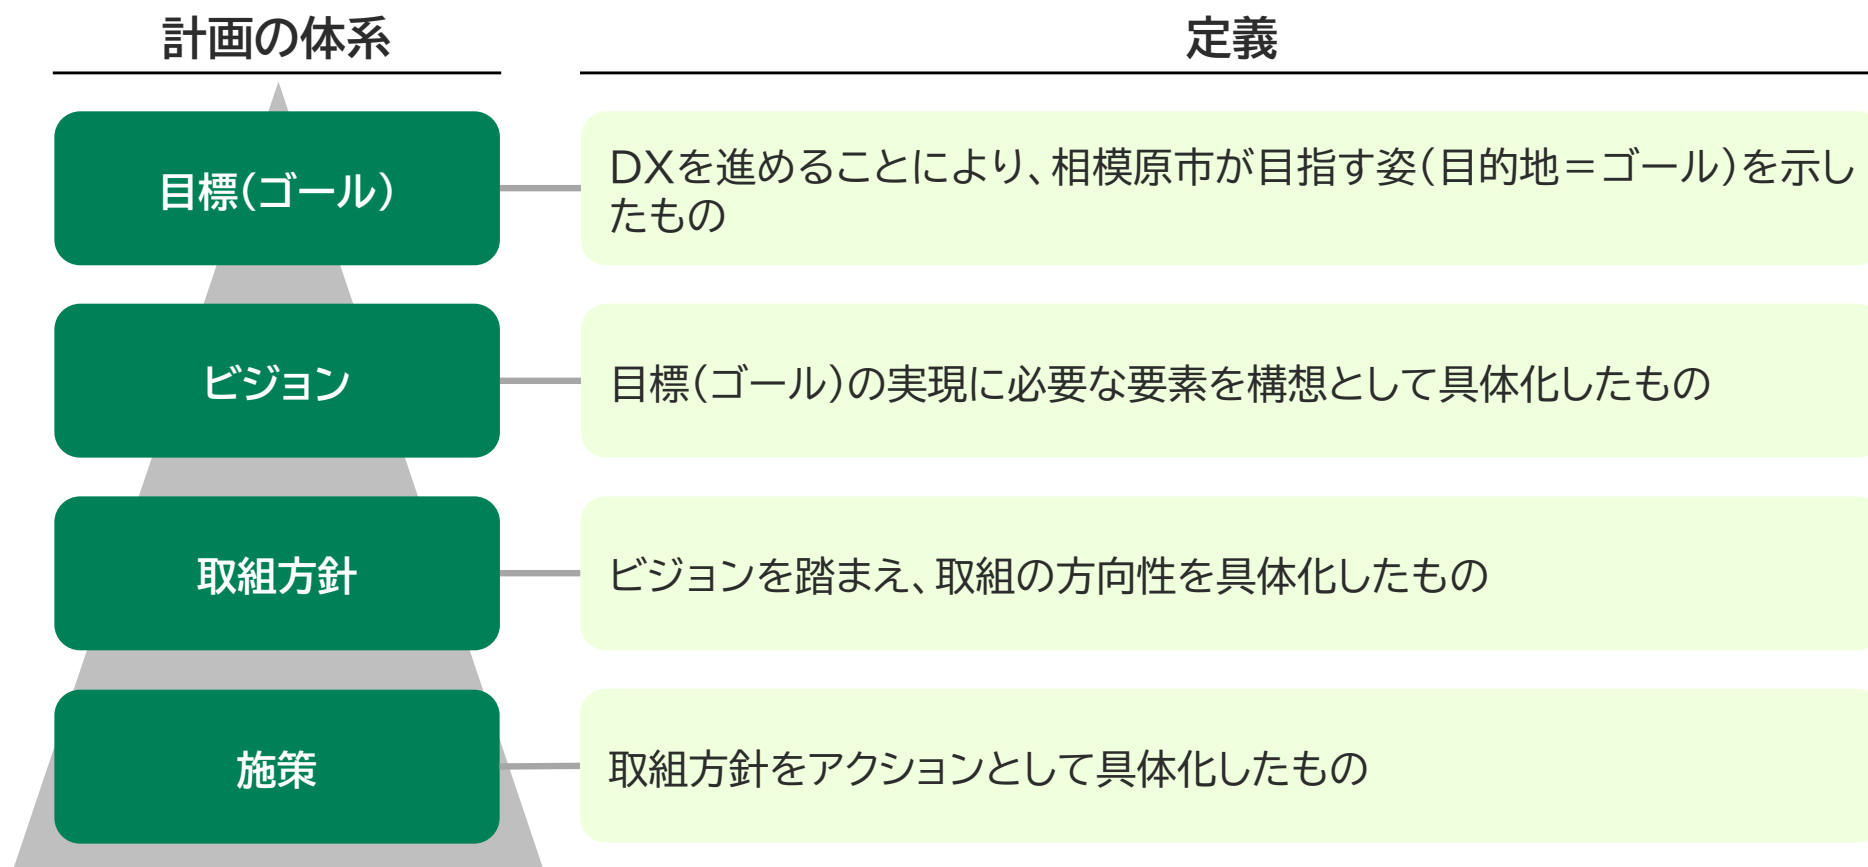 計画の体系
定義
目標(ゴール)
DXを進めることにより、相模原市が目指す姿(目的地=ゴール)を示し
たもの
ビジョン
目標(ゴール)の実現に必要な要素を構想として具体化したもの
取組方針
ビジョンを踏まえ、取組の方向性を具体化したもの
施策
取組方針をアクションとして具体化したもの